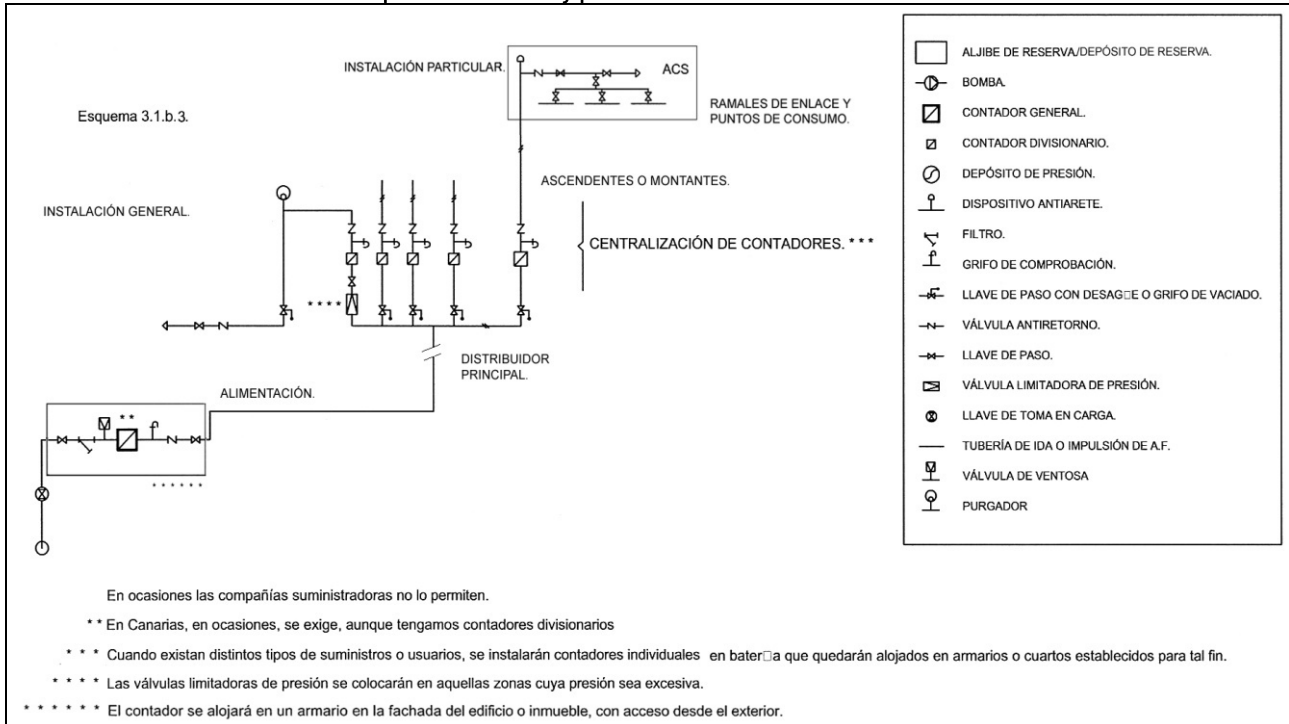 INSTALACIÓN PARTICULAR.
ACS
RAMALES DE ENLACE Y
PUNTOS DE CONSUMO.
Esquema 3.1.b.3.
ASCENDENTES O MONTANTES.
INSTALACIÓN GENERAL.
CENTRALIZACIÓN DE CONTADORES. * * *
* * * *
DISTRIBUIDOR
PRINCIPAL.
ALIMENTACIÓN.
* *
* * * * * *
ALJIBE DE RESERVA/DEPÓSITO DE RESERVA.
BOMBA.
CONTADOR GENERAL.
CONTADOR DIVISIONARIO.
DEPÓSITO DE PRESIÓN.
DISPOSITIVO ANTIARETE.
FILTRO.
GRIFO DE COMPROBACIÓN.
LLAVE DE PASO CON DESAG□E O GRIFO DE VACIADO.
VÁLVULA ANTIRETORNO.
LLAVE DE PASO.
VÁLVULA LIMITADORA DE PRESIÓN.
LLAVE DE TOMA EN CARGA.
TUBERÍA DE IDA O IMPULSIÓN DE A.F.
VÁLVULA DE VENTOSA
PURGADOR
En ocasiones las compañías suministradoras no lo permiten.
* * En Canarias, en ocasiones, se exige, aunque tengamos contadores divisionarios
* * * Cuando existan distintos tipos de suministros o usuarios, se instalarán contadores individuales en bater□a que quedarán alojados en armarios o cuartos establecidos para tal fin.
* * * * Las válvulas limitadoras de presión se colocarán en aquellas zonas cuya presión sea excesiva.
* * * * * * El contador se alojará en un armario en la fachada del edificio o inmueble, con acceso desde el exterior.